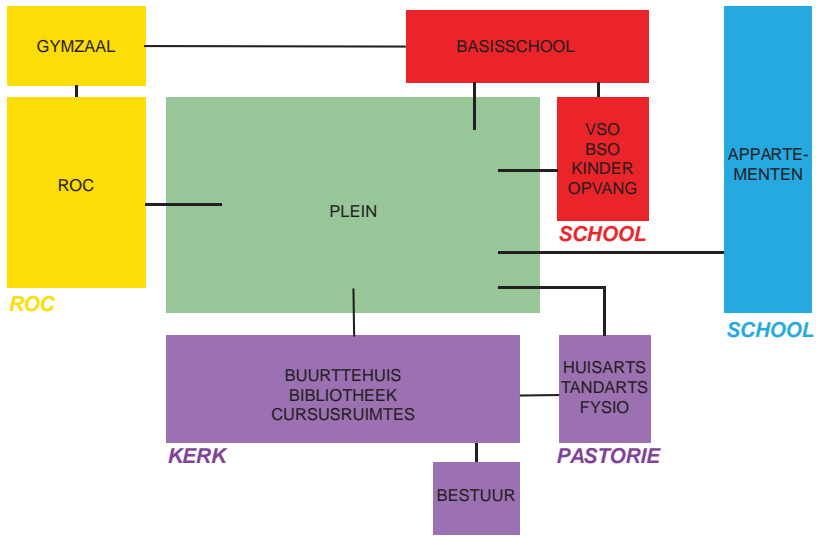 GYMZAAL
BASISSCHOOL
ROC
PLEIN
VSO
BSO
KINDER
OPVANG
APPARTE-
MENTEN
SCHOOL
ROC
SCHOOL
BUURTTEHUIS
BIBLIOTHEEK
CURSUSRUIMTES
HUISARTS
TANDARTS
FYSIO
KERK
PASTORIE
BESTUUR